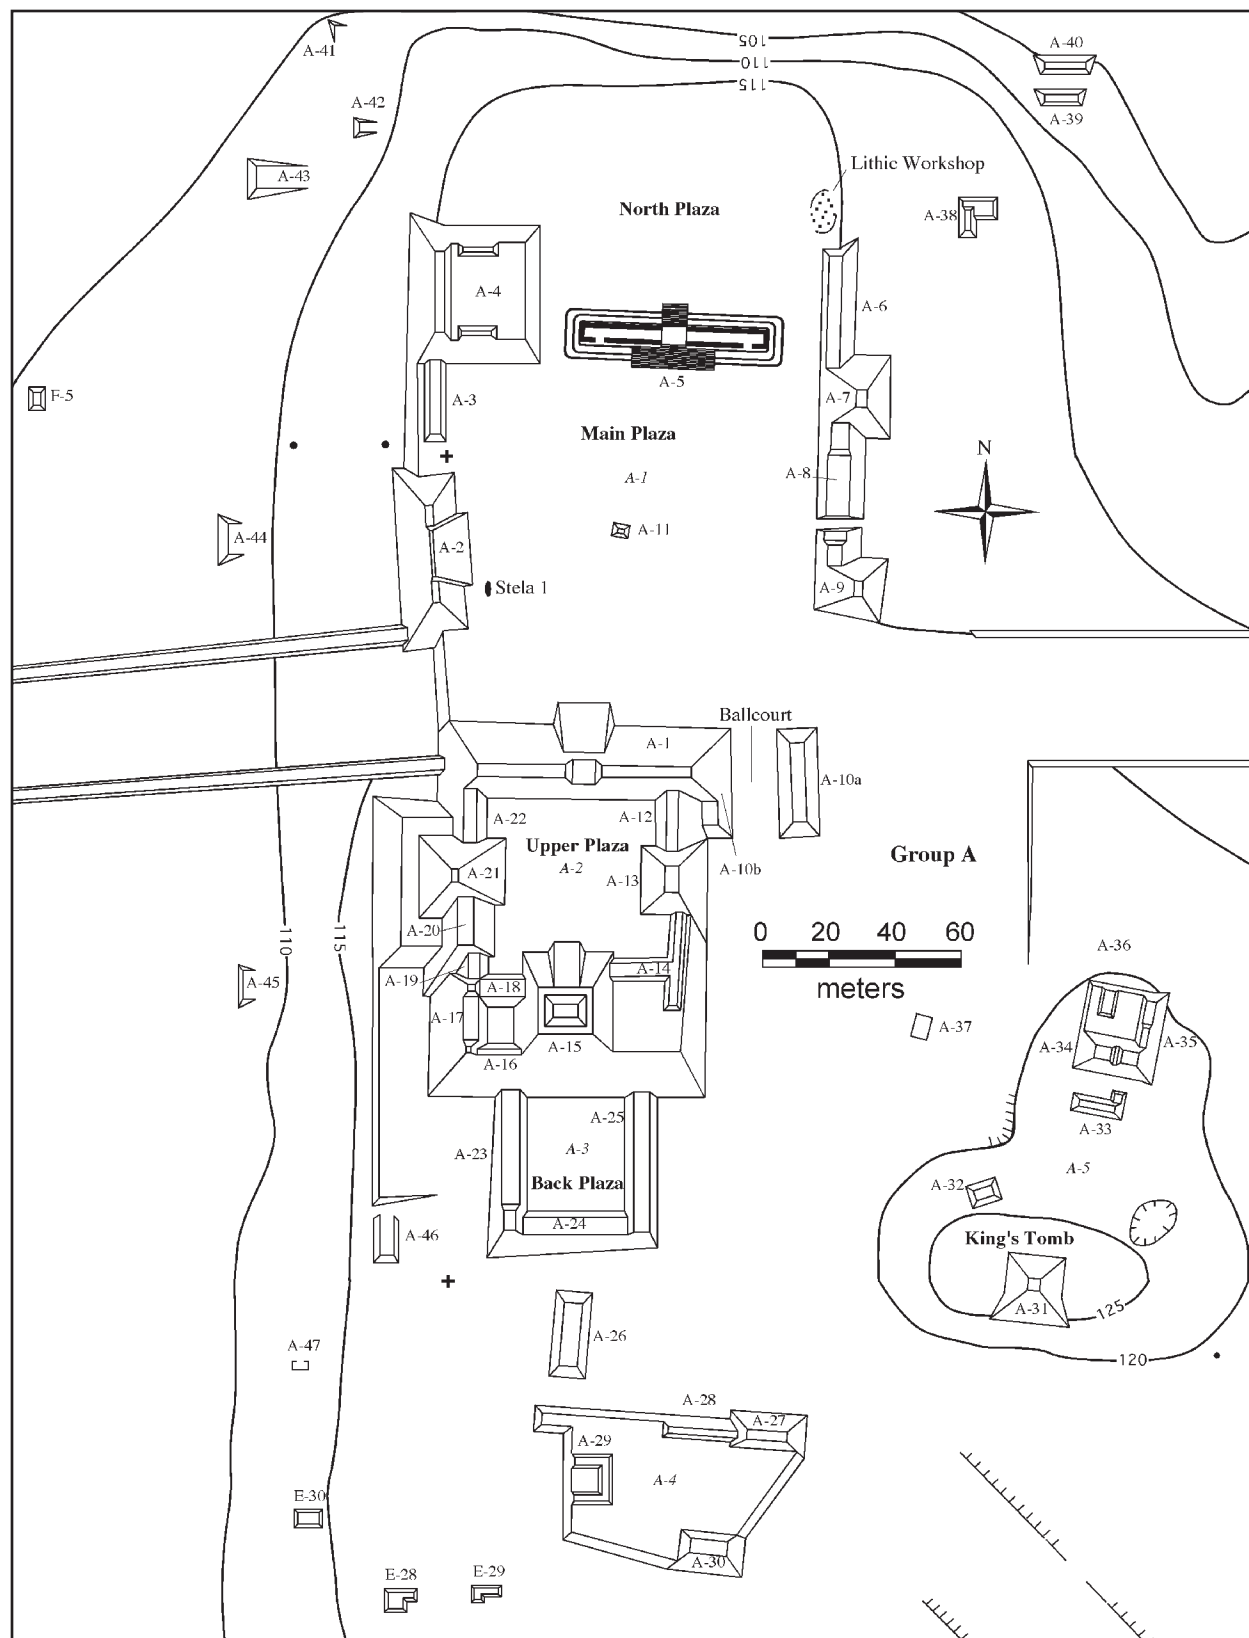 A-41
105
A-40
110
115
A-42
A-39
Lithic Workshop
A-43
North Plaza
A-38
A-4
A-6
A-5
F-5
A-3
A-7
Main Plaza
N
A-1
A-8
A-11
A-44
A-2
Stela 1
A-9
Ballcourt
A-1
A-10a
A-22
A-12
Upper Plaza
A-2
Group A
A-21
A-13
A-10b
A-20
0 20 40 60
meters
110
115
A-36
A-19
A-14
A-45
A-18
A-17
A-37
A-15
A-34
A-35
A-16
A-25
A-33
A-23
A-3
A-5
Back Plaza
A-32
A-24
A-46
King's Tomb
A-31
125
A-26
A-47
120
A-28
A-27
A-29
A-4
E-30
A-30
E-28
E-29